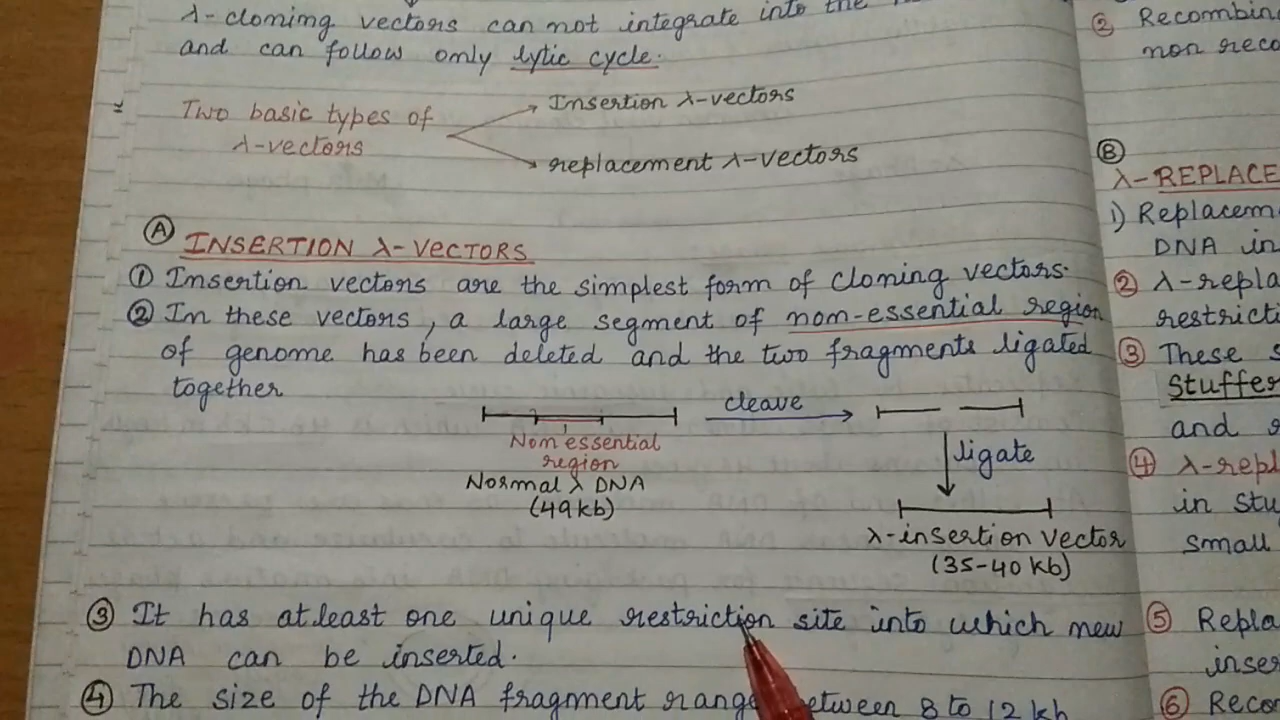 λ-cloning vectors can not integrate into the
and can follow only lytic cycle.
Two basic types of
λ-vectors
Insertion λ-vectors
replacement λ-vectors
Ⓐ INSERTION λ-VECTORS
① Insertion vectors are the simplest form of cloning vectors.
② In these vectors, a large segment of non-essential region
of genome has been deleted and the two fragments ligated
together
cleave
Non essential
region
Normal λ DNA
(49kb)
ligate
λ-insertion vector
(35-40 kb)
③ It has atleast one unique restriction site into which new
DNA can be inserted.
④ The size of the DNA fragment range between 8 to 12 kb
② Recombin
non reco
Ⓑ
λ-REPLACE
1) Replacem
DNA in
② λ-repla
restricti
③ These s
Stuffer
and
④ λ-repl
in stu
small
⑤ Repla
inser
⑥ Reco